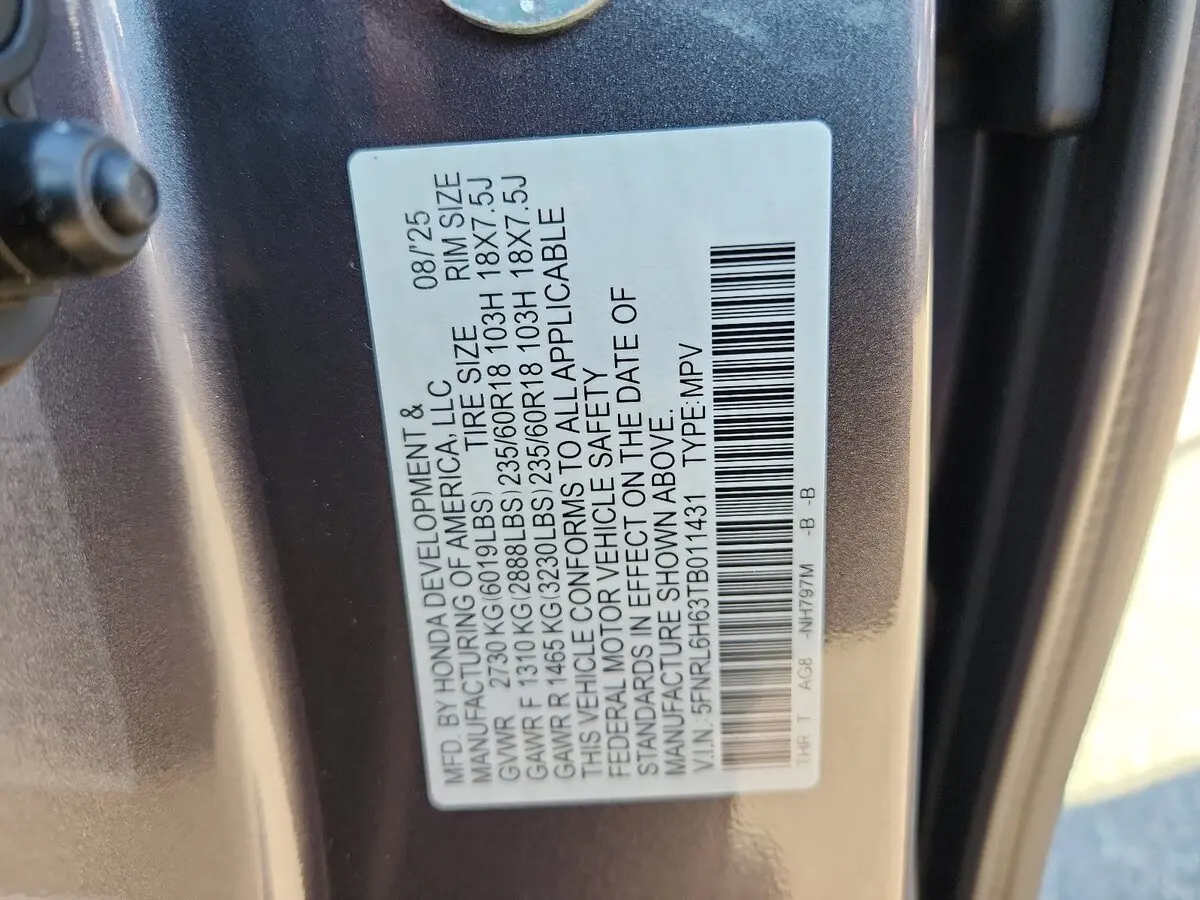 MFD. BY HONDA DEVELOPMENT & 08/'25
MANUFACTURING OF AMERICA, LLC
TIRE SIZE RIM SIZE
GVWR 2730 KG(6019LBS)
GAWR F 1310 KG(2888LBS) 235/60R18 103H 18X7.5J
GAWR R 1465 KG(3230LBS) 235/60R18 103H 18X7.5J
THIS VEHICLE CONFORMS TO ALL APPLICABLE
FEDERAL MOTOR VEHICLE SAFETY
STANDARDS IN EFFECT ON THE DATE OF
MANUFACTURE SHOWN ABOVE.
V.I.N.:5FNRL6H63TB011431 TYPE:MPV
THR T AG8 -NH797M -B -B